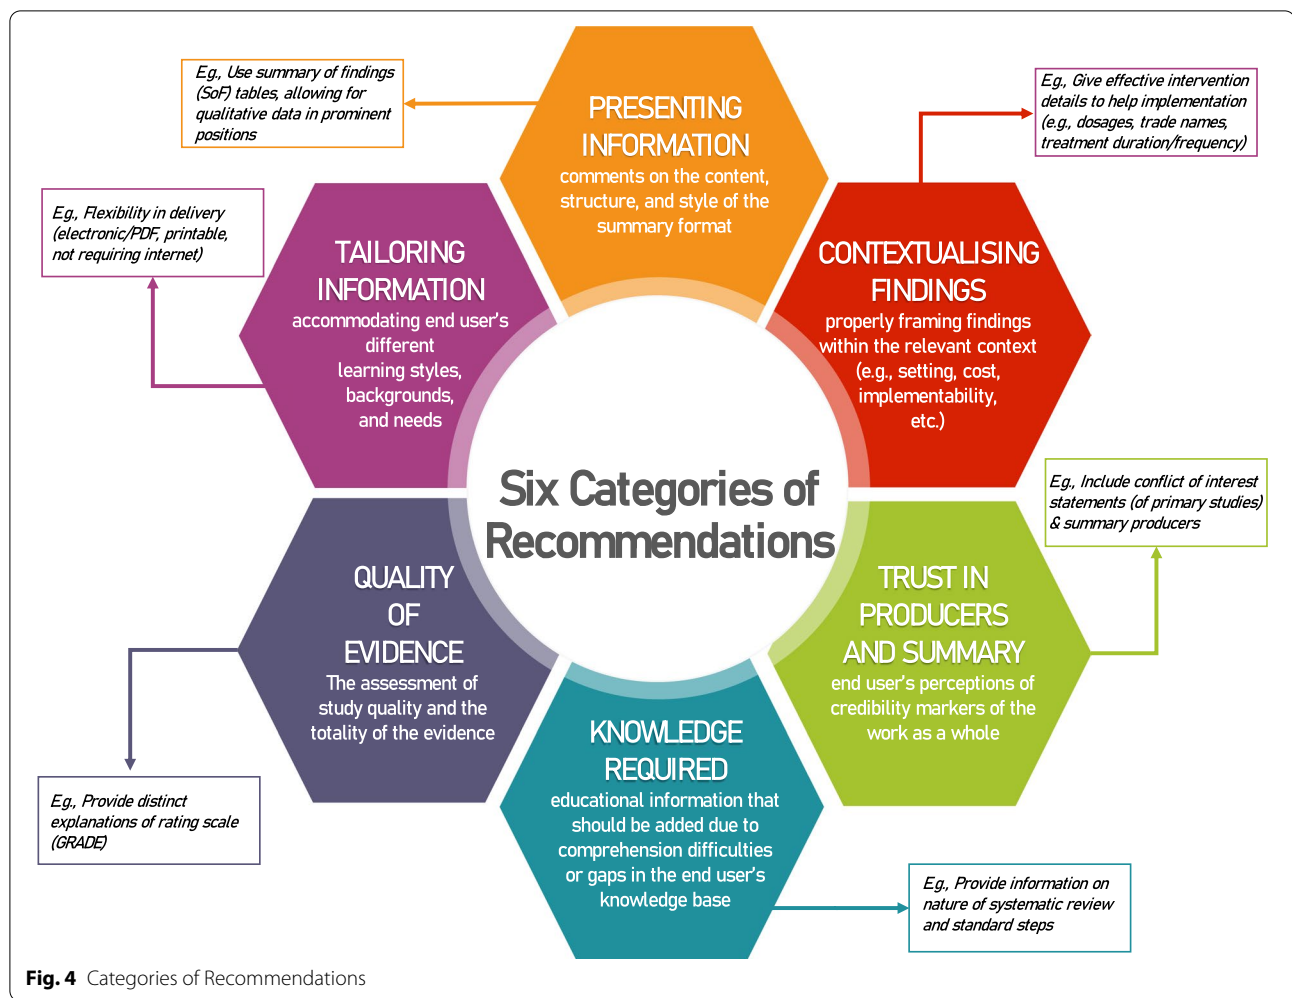 E.g., Use summary of findings
(SoF) tables, allowing for
qualitative data in prominent
positions
PRESENTING
INFORMATION
comments on the content,
structure, and style of the
summary format
E.g., Give effective intervention
details to help implementation
(e.g., dosages, trade names,
treatment duration/frequency)
E.g., Flexibility in delivery
(electronic/PDF, printable,
not requiring internet)
TAILORING
INFORMATION
accommodating end user's
different
learning styles,
backgrounds,
and needs
CONTEXTUALISING
FINDINGS
properly framing findings
within the relevant context
(e.g., setting, cost,
implementability,
etc.)
Six Categories of
Recommendations
E.g., Include conflict of interest
statements (of primary studies)
& summary producers
QUALITY
OF
EVIDENCE
The assessment of
study quality and the
totality of the evidence
TRUST IN
PRODUCERS
AND SUMMARY
end user's perceptions of
credibility markers of the
work as a whole
KNOWLEDGE
REQUIRED
educational information that
should be added due to
comprehension difficulties
or gaps in the end user's
knowledge base
E.g., Provide distinct
explanations of rating scale
(GRADE)
E.g., Provide information on
nature of systematic review
and standard steps
Fig. 4 Categories of Recommendations